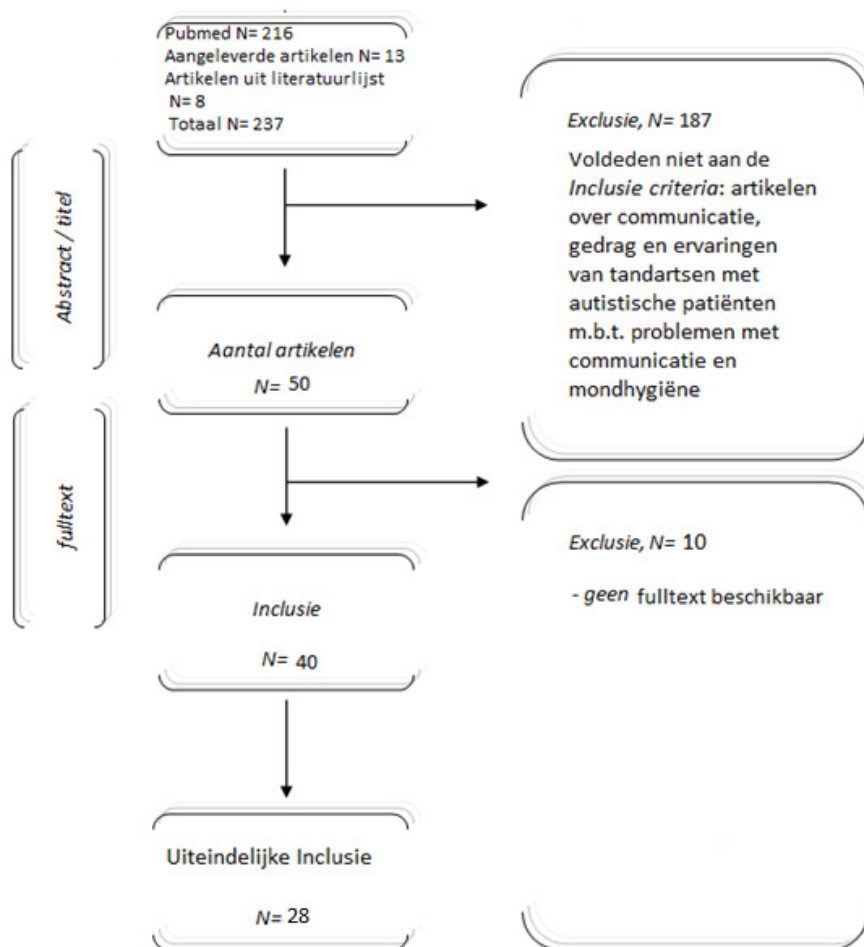 Pubmed N= 216
Aangeleverde artikelen N= 13
Artikelen uit literatuurlijst
N= 8
Totaal N= 237
Abstract / titel
Exclusie, N= 187
Voldeden niet aan de
Inclusie criteria: artikelen
over communicatie,
gedrag en ervaringen
van tandartsen met
autistische patiënten
m.b.t. problemen met
communicatie en
mondhygiëne
Aantal artikelen
N= 50
fulltext
Exclusie, N= 10
- geen fulltext beschikbaar
Inclusie
N= 40
Uiteindelijke Inclusie
N= 28